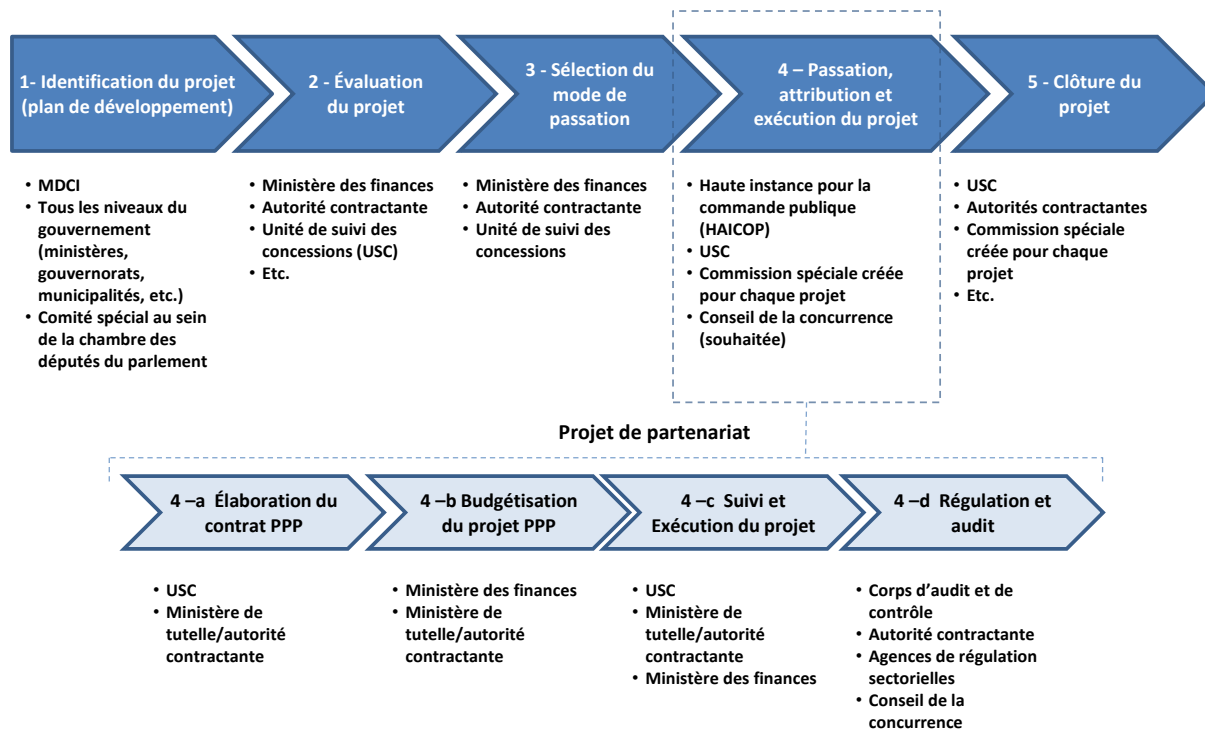 1- Identification du projet
(plan de développement)
2 - Évaluation
du projet
3 - Sélection du
mode de
passation
4 – Passation,
attribution et
exécution du projet
5 - Clôture du
projet
• MDCI
• Tous les niveaux du
gouvernement
(ministères,
gouvernorats,
municipalités, etc.)
• Comité spécial au sein
de la chambre des
députés du parlement
• Ministère des finances
• Autorité contractante
• Unité de suivi des
concessions (USC)
• Etc.
• Ministère des finances
• Autorité contractante
• Unité de suivi des
concessions
• Haute instance pour la
commande publique
(HAICOP)
• USC
• Commission spéciale créée
pour chaque projet
• Conseil de la concurrence
(souhaitée)
• USC
• Autorités contractantes
• Commission spéciale
créée pour chaque
projet
• Etc.
Projet de partenariat
4 –a Élaboration du
contrat PPP
4 –b Budgétisation
du projet PPP
4 –c Suivi et
Exécution du projet
4 –d Régulation et
audit
• USC
• Ministère de
tutelle/autorité
contractante
• Ministère des finances
• Ministère de
tutelle/autorité
contractante
• USC
• Ministère de
tutelle/autorité
contractante
• Ministère des finances
• Corps d’audit et de
contrôle
• Autorité contractante
• Agences de régulation
sectorielles
• Conseil de la
concurrence